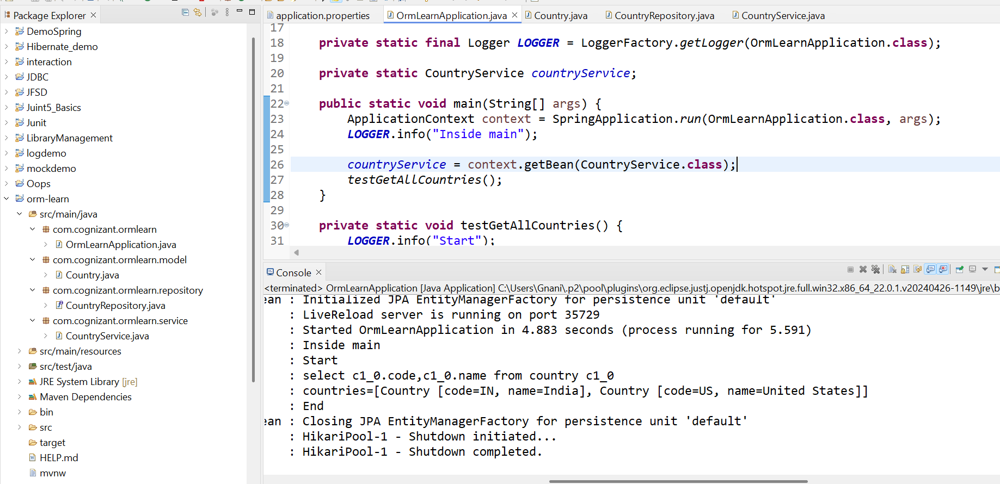 Package Explorer
DemoSpring
Hibernate_demo
interaction
JDBC
JFSD
Juint5_Basics
Junit
LibraryManagement
logdemo
mockdemo
Oops
orm-learn
src/main/java
com.cognizant.ormlearn
OrmLearnApplication.java
com.cognizant.ormlearn.model
Country.java
com.cognizant.ormlearn.repository
CountryRepository.java
com.cognizant.ormlearn.service
CountryService.java
src/main/resources
src/test/java
JRE System Library [jre]
Maven Dependencies
bin
src
target
HELP.md
mvnw
application.properties OrmLearnApplication.java Country.java CountryRepository.java CountryService.java
17
18 private static final Logger LOGGER = LoggerFactory.getLogger(OrmLearnApplication.class);
19
20 private static CountryService countryService;
21
22 public static void main(String[] args) {
23 ApplicationContext context = SpringApplication.run(OrmLearnApplication.class, args);
24 LOGGER.info("Inside main");
25
26 countryService = context.getBean(CountryService.class);
27 testGetAllCountries();
28 }
29
30 private static void testGetAllCountries() {
31 LOGGER.info("Start");
Console
<terminated> OrmLearnApplication [Java Application] C:\Users\Gnani\.p2\pool\plugins\org.eclipse.justj.openjdk.hotspot.jre.full.win32.x86_64_22.0.1.v20240426-1149\jre\b
ean : Initialized JPA EntityManagerFactory for persistence unit 'default'
: LiveReload server is running on port 35729
: Started OrmLearnApplication in 4.883 seconds (process running for 5.591)
: Inside main
: Start
: select c1_0.code,c1_0.name from country c1_0
: countries=[Country [code=IN, name=India], Country [code=US, name=United States]]
: End
ean : Closing JPA EntityManagerFactory for persistence unit 'default'
: HikariPool-1 - Shutdown initiated...
: HikariPool-1 - Shutdown completed.